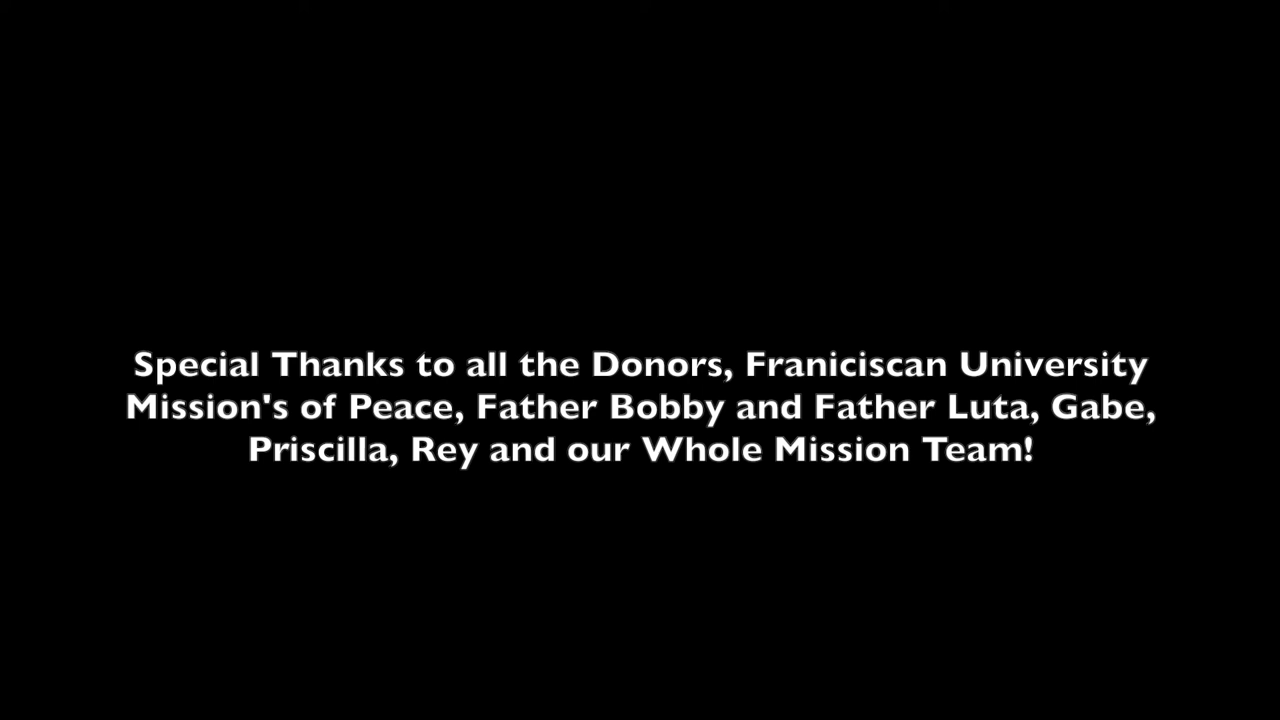 Special Thanks to all the Donors, Franiciscan University
Mission's of Peace, Father Bobby and Father Luta, Gabe,
Priscilla, Rey and our Whole Mission Team!